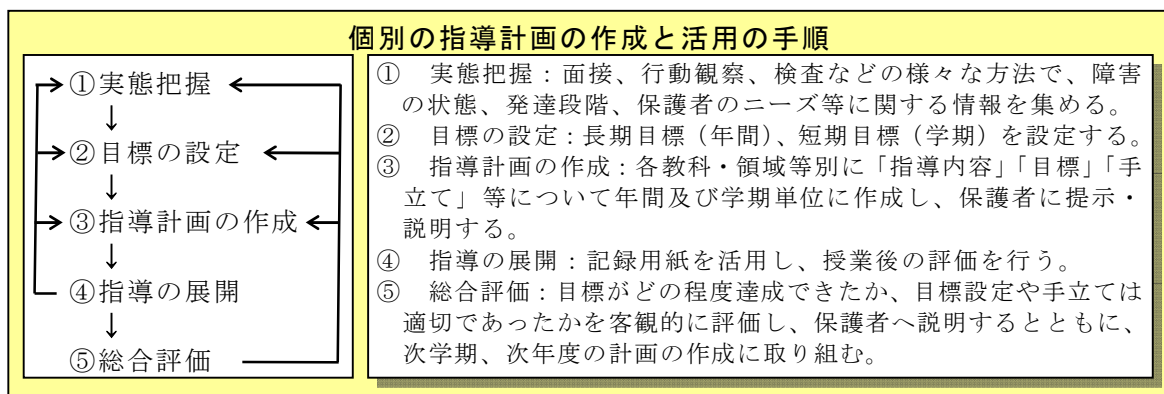 個別の指導計画の作成と活用の手順
①実態把握
↓
②目標の設定
↓
③指導計画の作成
↓
④指導の展開
↓
⑤総合評価
① 実態把握：面接、行動観察、検査などの様々な方法で、障害
の状態、発達段階、保護者のニーズ等に関する情報を集める。
② 目標の設定：長期目標（年間）、短期目標（学期）を設定する。
③ 指導計画の作成：各教科・領域等別に「指導内容」「目標」「手
立て」等について年間及び学期単位に作成し、保護者に提示・
説明する。
④ 指導の展開：記録用紙を活用し、授業後の評価を行う。
⑤ 総合評価：目標がどの程度達成できたか、目標設定や手立ては
適切であったかを客観的に評価し、保護者へ説明するとともに、
次学期、次年度の計画の作成に取り組む。